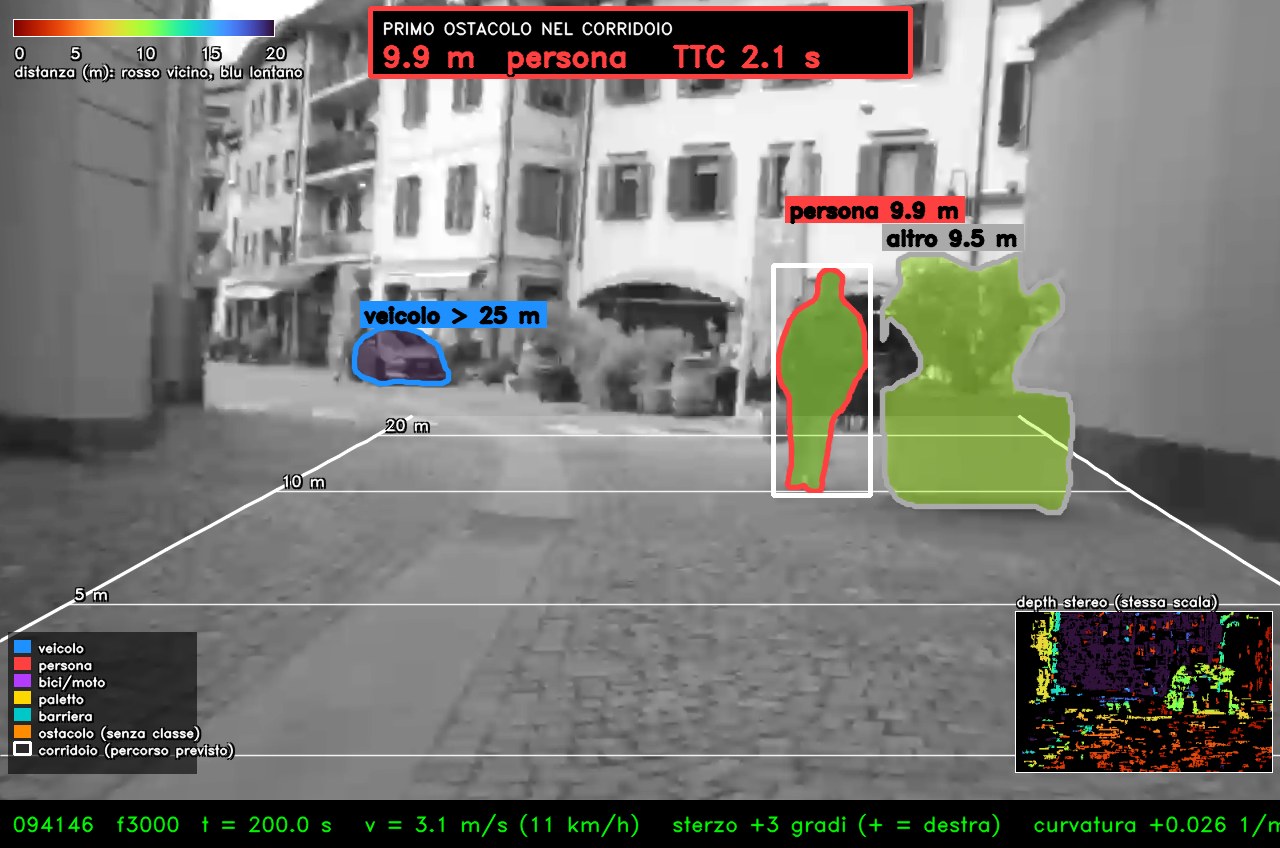 0 5 10 15 20
distanza (m): rosso vicino, blu lontano
PRIMO OSTACOLO NEL CORRIDOIO
9.9 m persona TTC 2.1 s
persona 9.9 m
altro 9.5 m
veicolo > 25 m
20 m
10 m
5 m
depth stereo (stessa scala)
veicolo
persona
bici/moto
paletto
barriera
ostacolo (senza classe)
corridoio (percorso previsto)
094146 f3000 t = 200.0 s v = 3.1 m/s (11 km/h) sterzo +3 gradi (+ = destra) curvatura +0.026 1/m